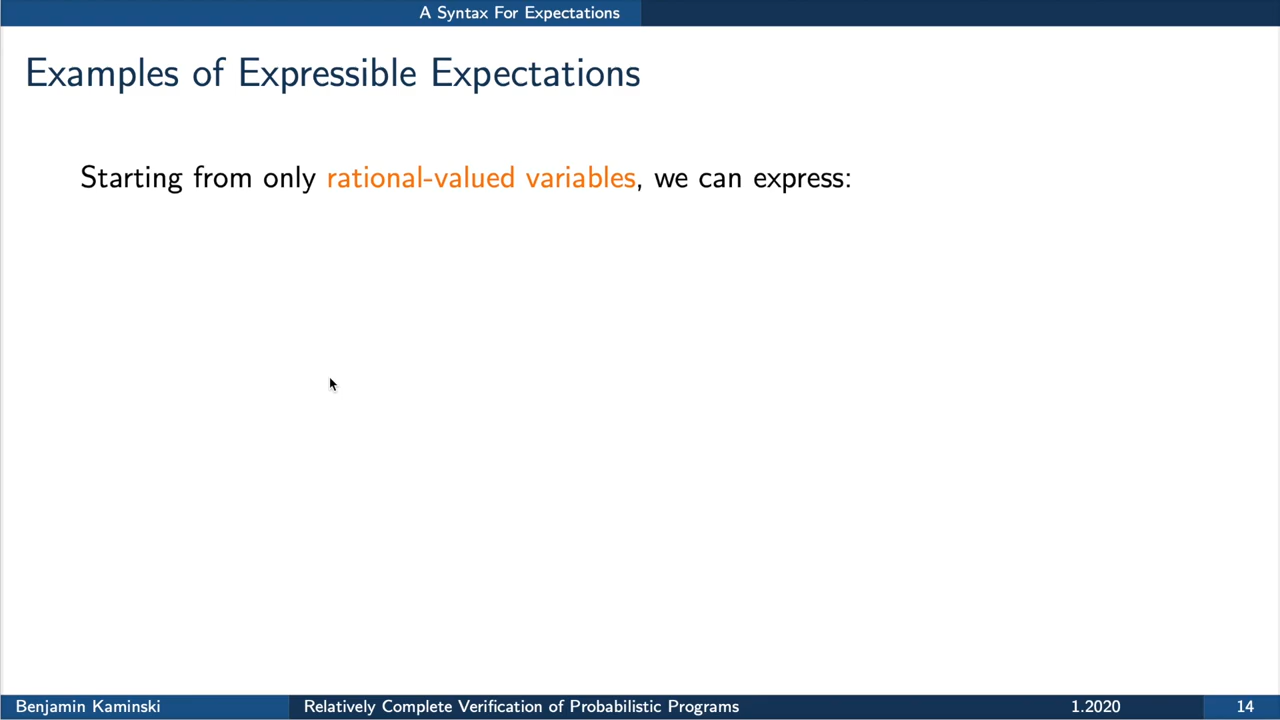 A Syntax For Expectations
Examples of Expressible Expectations
Starting from only rational-valued variables, we can express:
Benjamin Kaminski
Relatively Complete Verification of Probabilistic Programs
1.2020
14